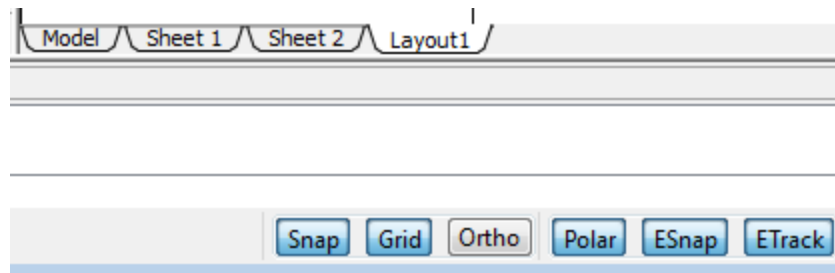 Model Sheet 1 Sheet 2 Layout1
Snap Grid Ortho Polar ESnap ETrack